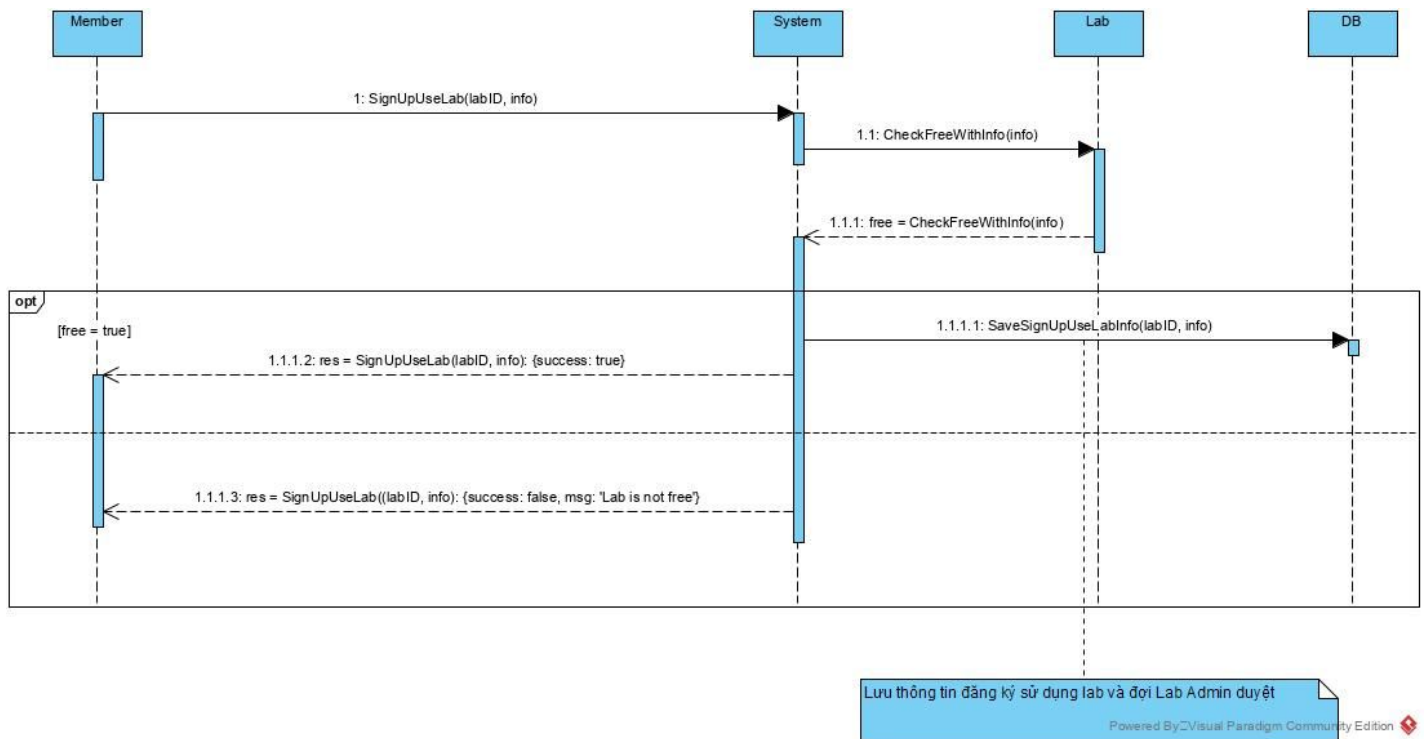 Member
System
Lab
DB
1: SignUpUseLab(labID, info)
1.1: CheckFreeWithInfo(info)
1.1.1: free = CheckFreeWithInfo(info)
opt
[free = true]
1.1.1.1: SaveSignUpUseLabInfo(labID, info)
1.1.1.2: res = SignUpUseLab(labID, info): {success: true}
1.1.1.3: res = SignUpUseLab((labID, info): {success: false, msg: 'Lab is not free'}
Lưu thông tin đăng ký sử dụng lab và đợi Lab Admin duyệt
Powered By Visual Paradigm Community Edition